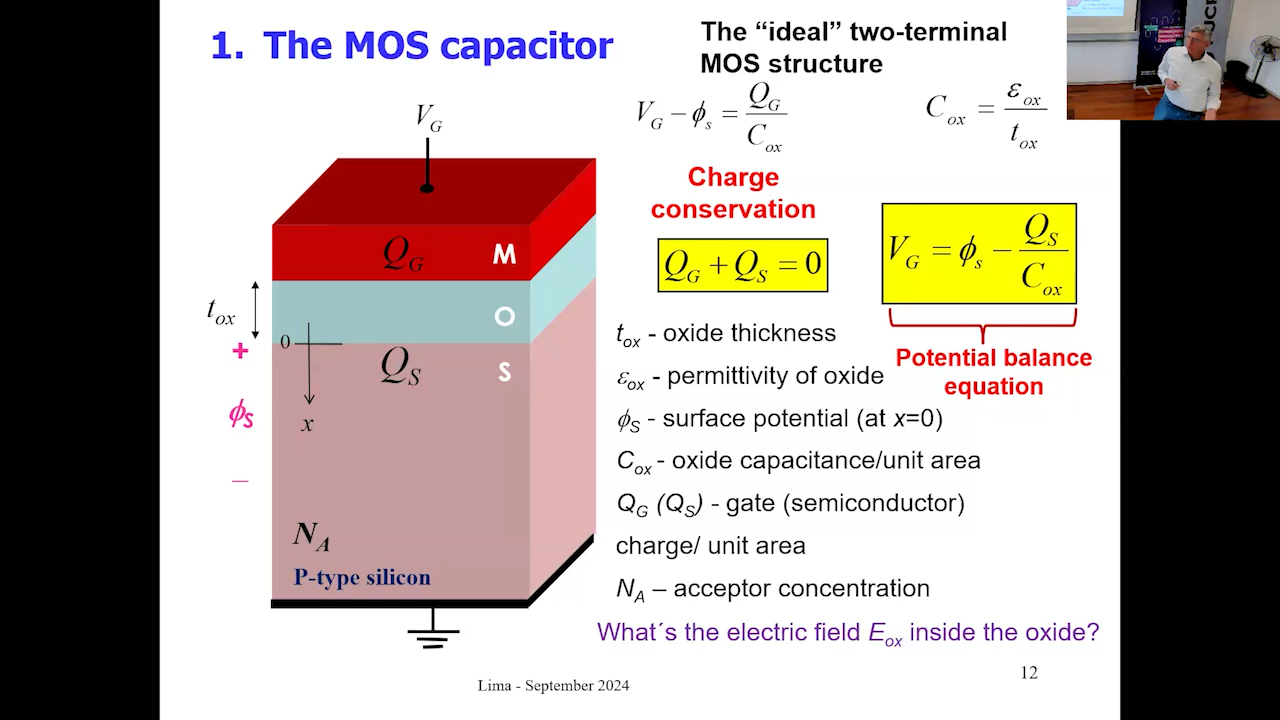 1. The MOS capacitor
The “ideal” two-terminal
MOS structure
V_G − ϕ_s = Q_G / C_ox
C_ox = ε_ox / t_ox
Charge
conservation
Q_G + Q_S = 0
V_G = ϕ_s − Q_S / C_ox
Potential balance
equation
V_G
Q_G
M
t_ox
O
0
Q_S
S
+
ϕ_S
−
x
N_A
P-type silicon
t_ox - oxide thickness
ε_ox - permittivity of oxide
ϕ_S - surface potential (at x=0)
C_ox - oxide capacitance/unit area
Q_G (Q_S) - gate (semiconductor)
charge/ unit area
N_A – acceptor concentration
What´s the electric field E_ox inside the oxide?
Lima - September 2024
12